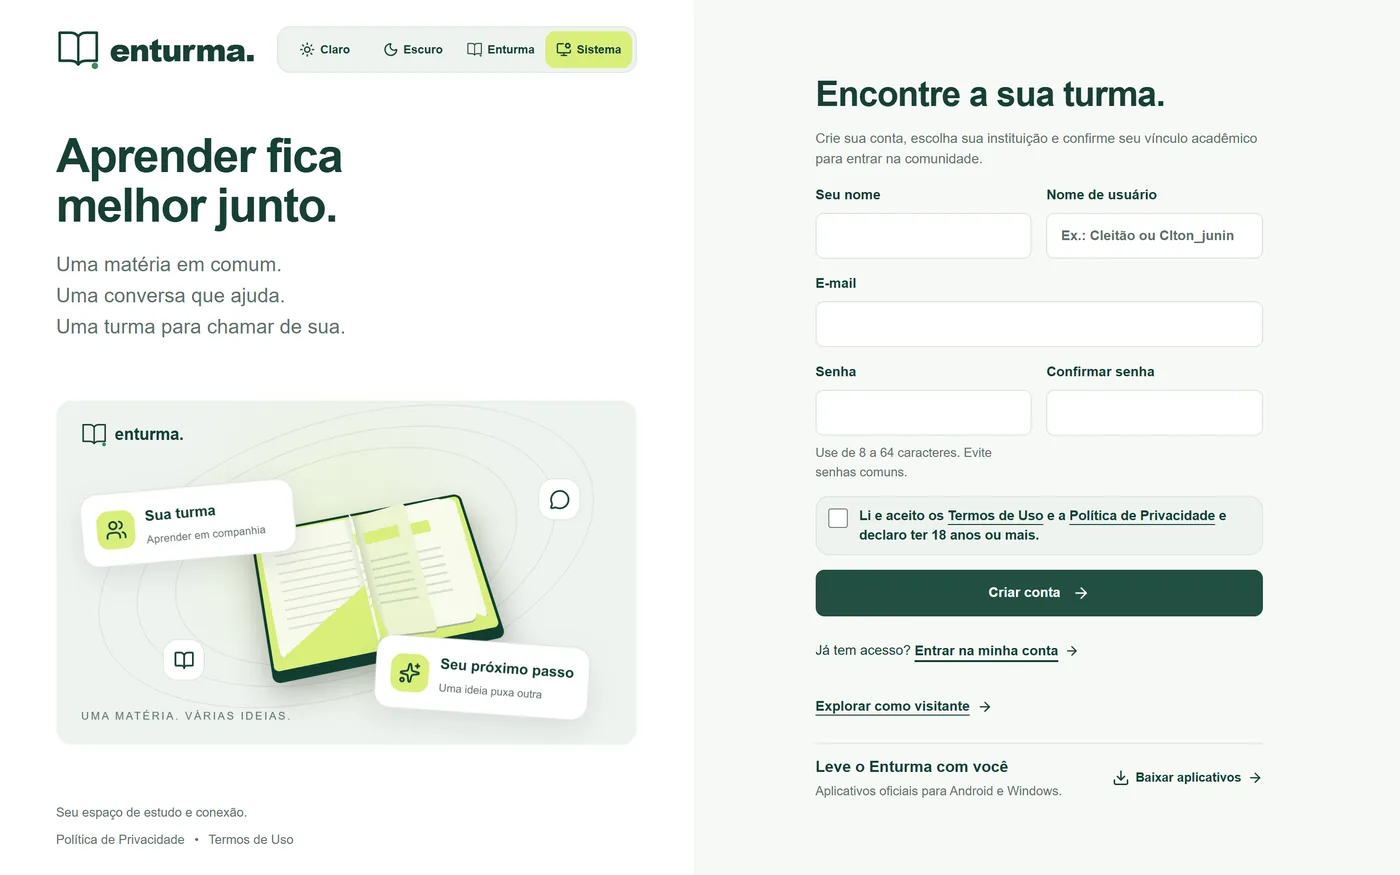 enturma.
Claro
Escuro
Enturma
Sistema
Aprender fica
melhor junto.
Uma matéria em comum.
Uma conversa que ajuda.
Uma turma para chamar de sua.
enturma.
Sua turma
Aprender em companhia
Seu próximo passo
Uma ideia puxa outra
UMA MATÉRIA. VÁRIAS IDEIAS.
Seu espaço de estudo e conexão.
Política de Privacidade • Termos de Uso
Encontre a sua turma.
Crie sua conta, escolha sua instituição e confirme seu vínculo acadêmico
para entrar na comunidade.
Seu nome
Nome de usuário
Ex.: Cleitão ou Clton_junin
E-mail
Senha
Confirmar senha
Use de 8 a 64 caracteres. Evite
senhas comuns.
Li e aceito os Termos de Uso e a Política de Privacidade e
declaro ter 18 anos ou mais.
Criar conta
Já tem acesso? Entrar na minha conta
Explorar como visitante
Leve o Enturma com você
Aplicativos oficiais para Android e Windows.
Baixar aplicativos